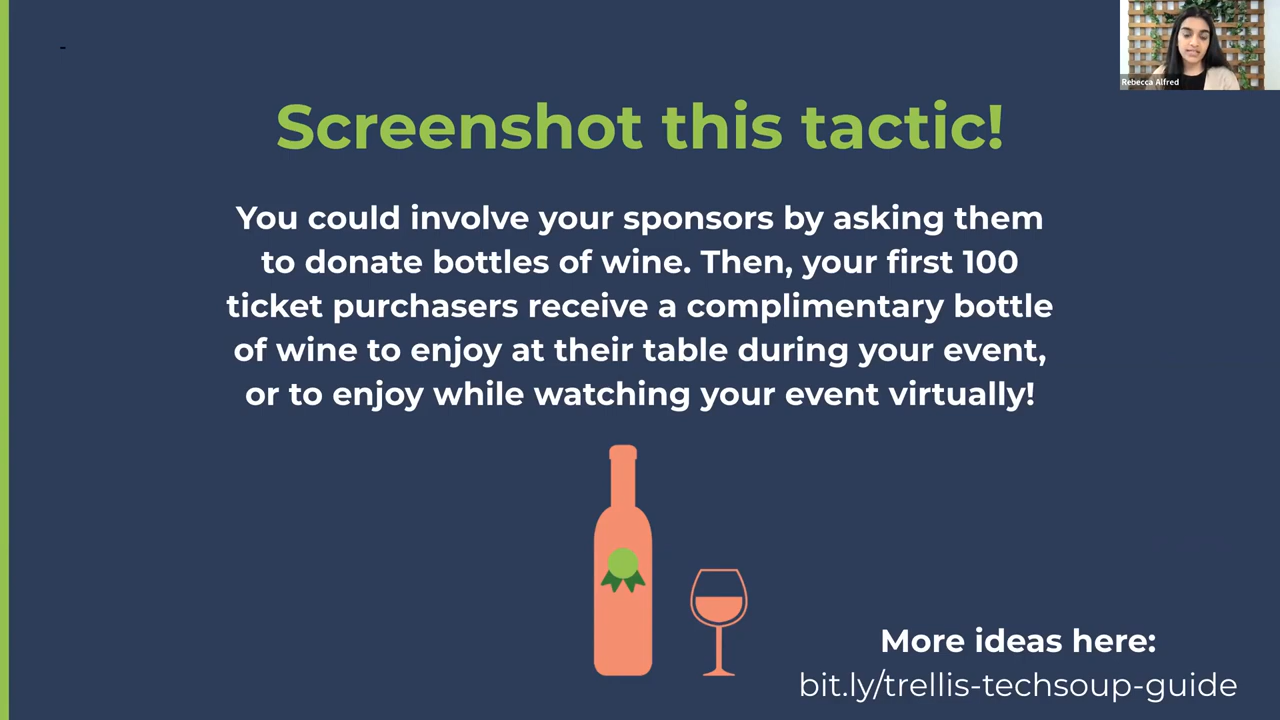 Rebecca Alfred
Screenshot this tactic!
You could involve your sponsors by asking them
to donate bottles of wine. Then, your first 100
ticket purchasers receive a complimentary bottle
of wine to enjoy at their table during your event,
or to enjoy while watching your event virtually!
More ideas here:
bit.ly/trellis-techsoup-guide